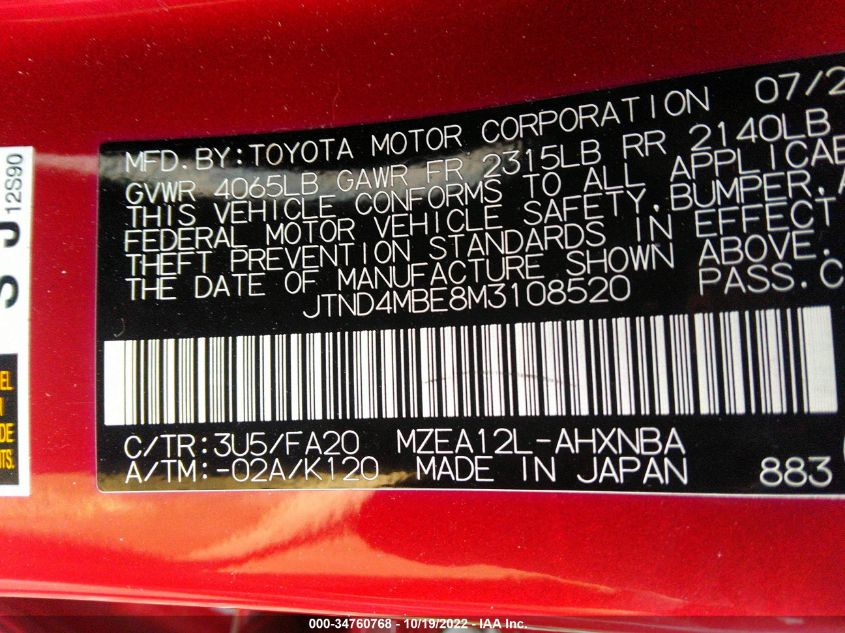 MFD. BY: TOYOTA MOTOR CORPORATION 07/2
GVWR 4065LB GAWR FR 2315LB RR 2140LB
THIS VEHICLE CONFORMS TO ALL APPLICAB
FEDERAL MOTOR VEHICLE SAFETY, BUMPER, A
THEFT PREVENTION STANDARDS IN EFFECT
THE DATE OF MANUFACTURE SHOWN ABOVE.
JTND4MBE8M3108520 PASS. C
C/TR: 3U5/FA20 MZEA12L-AHXNBA
A/TM: -02A/K120 MADE IN JAPAN 883
12S90
EL
DE
TS.
000-34760768 - 10/19/2022 - IAA Inc.